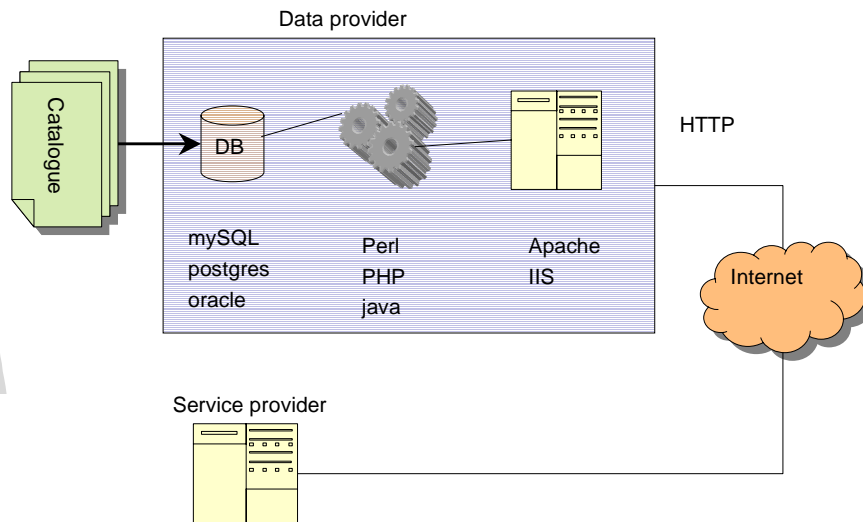 Data provider
Catalogue
DB
HTTP
mySQL
postgres
oracle
Perl
PHP
java
Apache
IIS
Internet
Service provider